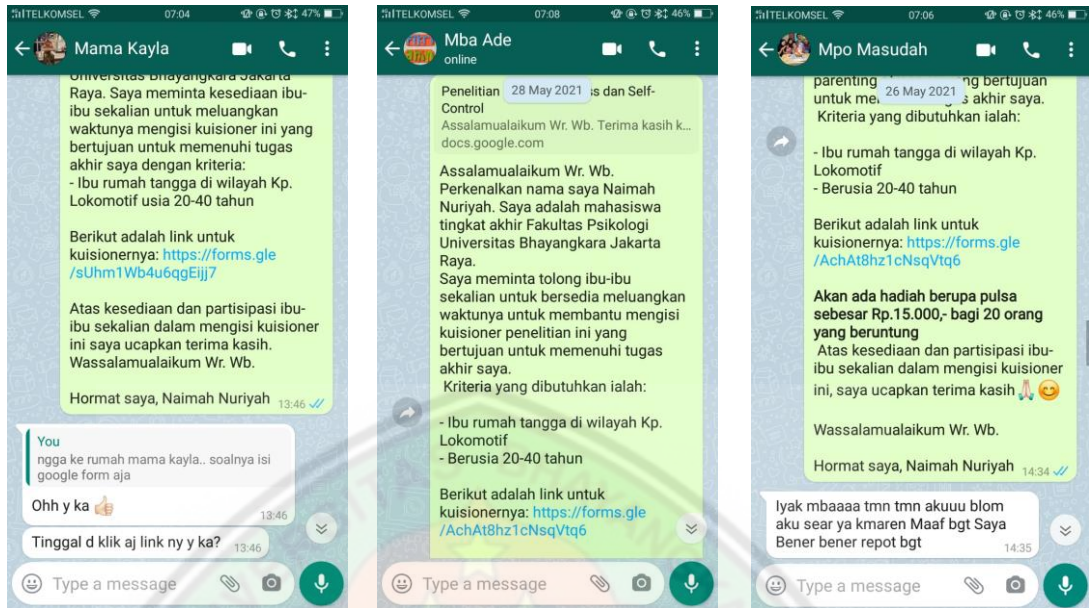 TELKOMSEL 07:04 47%
Mama Kayla
Universitas Bhayangkara Jakarta
Raya. Saya meminta kesediaan ibu-
ibu sekalian untuk meluangkan
waktunya mengisi kuisioner ini yang
bertujuan untuk memenuhi tugas
akhir saya dengan kriteria:
- Ibu rumah tangga di wilayah Kp.
Lokomotif usia 20-40 tahun
Berikut adalah link untuk
kuisionernya: https://forms.gle
/sUhm1Wb4u6qgEijj7
Atas kesediaan dan partisipasi ibu-
ibu sekalian dalam mengisi kuisioner
ini saya ucapkan terima kasih.
Wassalamualaikum Wr. Wb.
Hormat saya, Naimah Nuriyah 13:46
You
ngga ke rumah mama kayla.. soalnya isi
google form aja
Ohh y ka 👍🏻
13:46
Tinggal d klik aj link ny y ka? 13:46
Type a message
TELKOMSEL 07:08 46%
Mba Ade
online
28 May 2021
Penelitian ss dan Self-
Control
Assalamualaikum Wr. Wb. Terima kasih k...
docs.google.com
Assalamualaikum Wr. Wb.
Perkenalkan nama saya Naimah
Nuriyah. Saya adalah mahasiswa
tingkat akhir Fakultas Psikologi
Universitas Bhayangkara Jakarta
Raya.
Saya meminta tolong ibu-ibu
sekalian untuk bersedia meluangkan
waktunya untuk membantu mengisi
kuisioner penelitian ini yang
bertujuan untuk memenuhi tugas
akhir saya.
Kriteria yang dibutuhkan ialah:
- Ibu rumah tangga di wilayah Kp.
Lokomotif
- Berusia 20-40 tahun
Berikut adalah link untuk
kuisionernya: https://forms.gle
/AchAt8hz1cNsqVtq6
Type a message
TELKOMSEL 07:06 46%
Mpo Masudah
parenting ng bertujuan
26 May 2021
untuk me s akhir saya.
Kriteria yang dibutuhkan ialah:
- Ibu rumah tangga di wilayah Kp.
Lokomotif
- Berusia 20-40 tahun
Berikut adalah link untuk
kuisionernya: https://forms.gle
/AchAt8hz1cNsqVtq6
Akan ada hadiah berupa pulsa
sebesar Rp.15.000,- bagi 20 orang
yang beruntung
Atas kesediaan dan partisipasi ibu-
ibu sekalian dalam mengisi kuisioner
ini, saya ucapkan terima kasih 🙏🏻😊
Wassalamualaikum Wr. Wb.
Hormat saya, Naimah Nuriyah 14:34
Iyak mbaaaa tmn tmn akuuu blom
aku sear ya kmaren Maaf bgt Saya
Bener bener repot bgt 14:35
Type a message